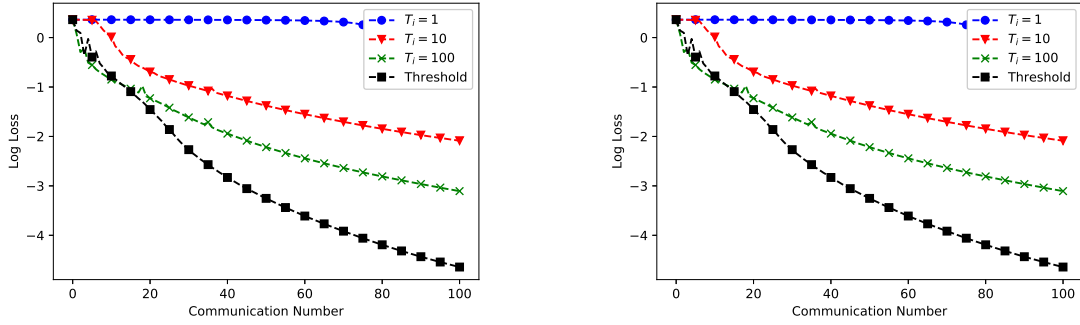 0
−1
−2
−3
−4
Log Loss
0 20 40 60 80 100
Communication Number
T_i = 1
T_i = 10
T_i = 100
Threshold
0
−1
−2
−3
−4
Log Loss
0 20 40 60 80 100
Communication Number
T_i = 1
T_i = 10
T_i = 100
Threshold